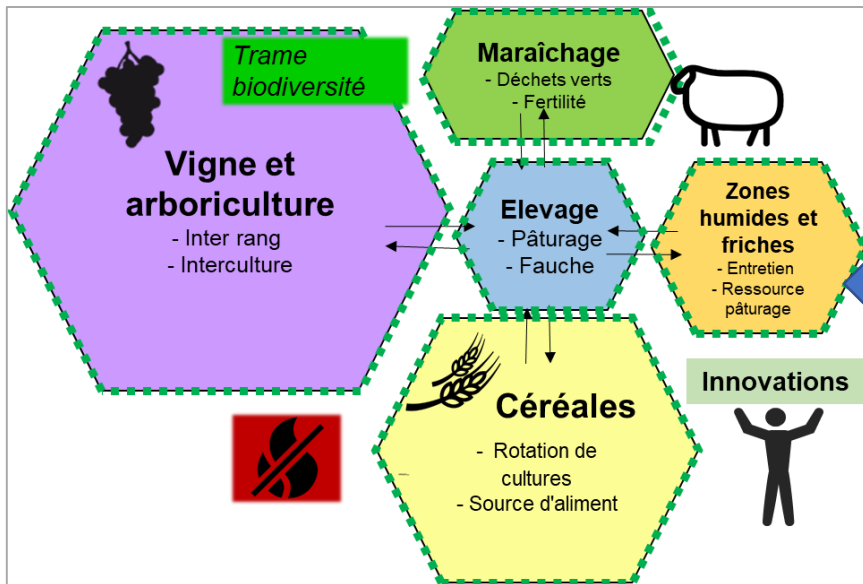 Trame
biodiversité
Vigne et
arboriculture
- Inter rang
- Interculture
Maraîchage
- Déchets verts
- Fertilité
Elevage
- Pâturage
- Fauche
Zones
humides et
friches
- Entretien
- Ressource
pâturage
Céréales
- Rotation de
cultures
- Source d'aliment
Innovations